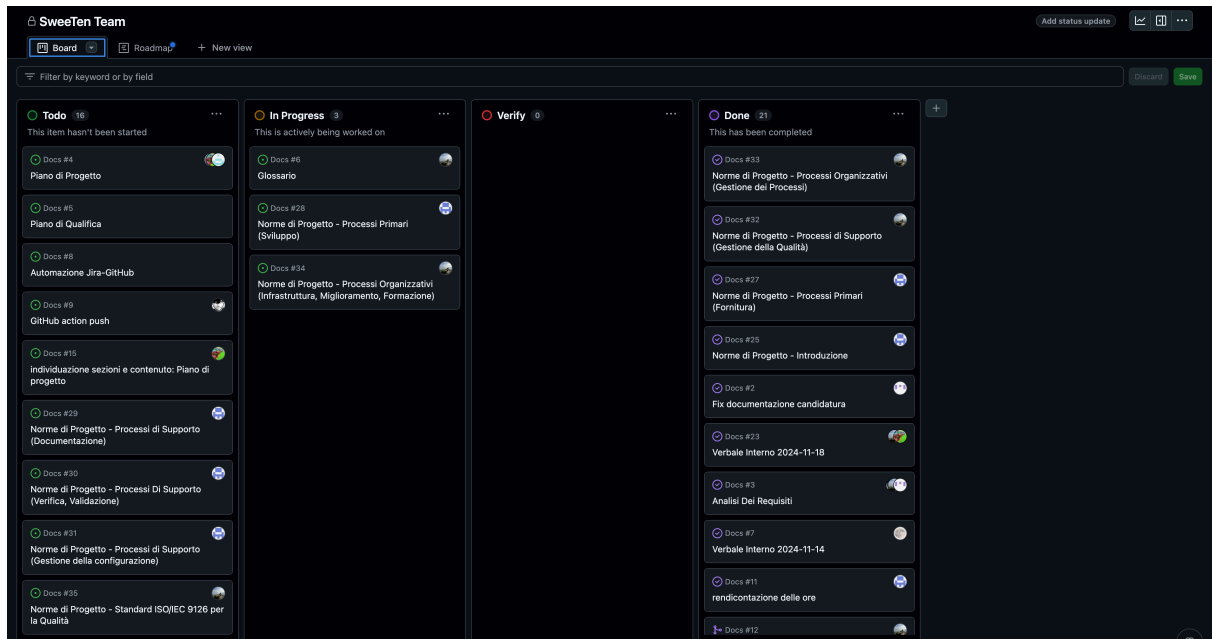 SweeTen Team
Add status update
Board
Roadmap
New view
Filter by keyword or by field
Discard
Save
Todo 16
This item hasn't been started
Docs #4
Piano di Progetto
Docs #5
Piano di Qualifica
Docs #8
Automazione Jira-GitHub
Docs #9
GitHub action push
Docs #15
individuazione sezioni e contenuto: Piano di
progetto
Docs #29
Norme di Progetto - Processi di Supporto
(Documentazione)
Docs #30
Norme di Progetto - Processi Di Supporto
(Verifica, Validazione)
Docs #31
Norme di Progetto - Processi di Supporto
(Gestione della configurazione)
Docs #35
Norme di Progetto - Standard ISO/IEC 9126 per
la Qualità
In Progress 3
This is actively being worked on
Docs #6
Glossario
Docs #28
Norme di Progetto - Processi Primari
(Sviluppo)
Docs #34
Norme di Progetto - Processi Organizzativi
(Infrastruttura, Miglioramento, Formazione)
Verify 0
Done 21
This has been completed
Docs #33
Norme di Progetto - Processi Organizzativi
(Gestione dei Processi)
Docs #32
Norme di Progetto - Processi di Supporto
(Gestione della Qualità)
Docs #27
Norme di Progetto - Processi Primari
(Fornitura)
Docs #25
Norme di Progetto - Introduzione
Docs #2
Fix documentazione candidatura
Docs #23
Verbale Interno 2024-11-18
Docs #3
Analisi Dei Requisiti
Docs #7
Verbale Interno 2024-11-14
Docs #11
rendicontazione delle ore
Docs #12